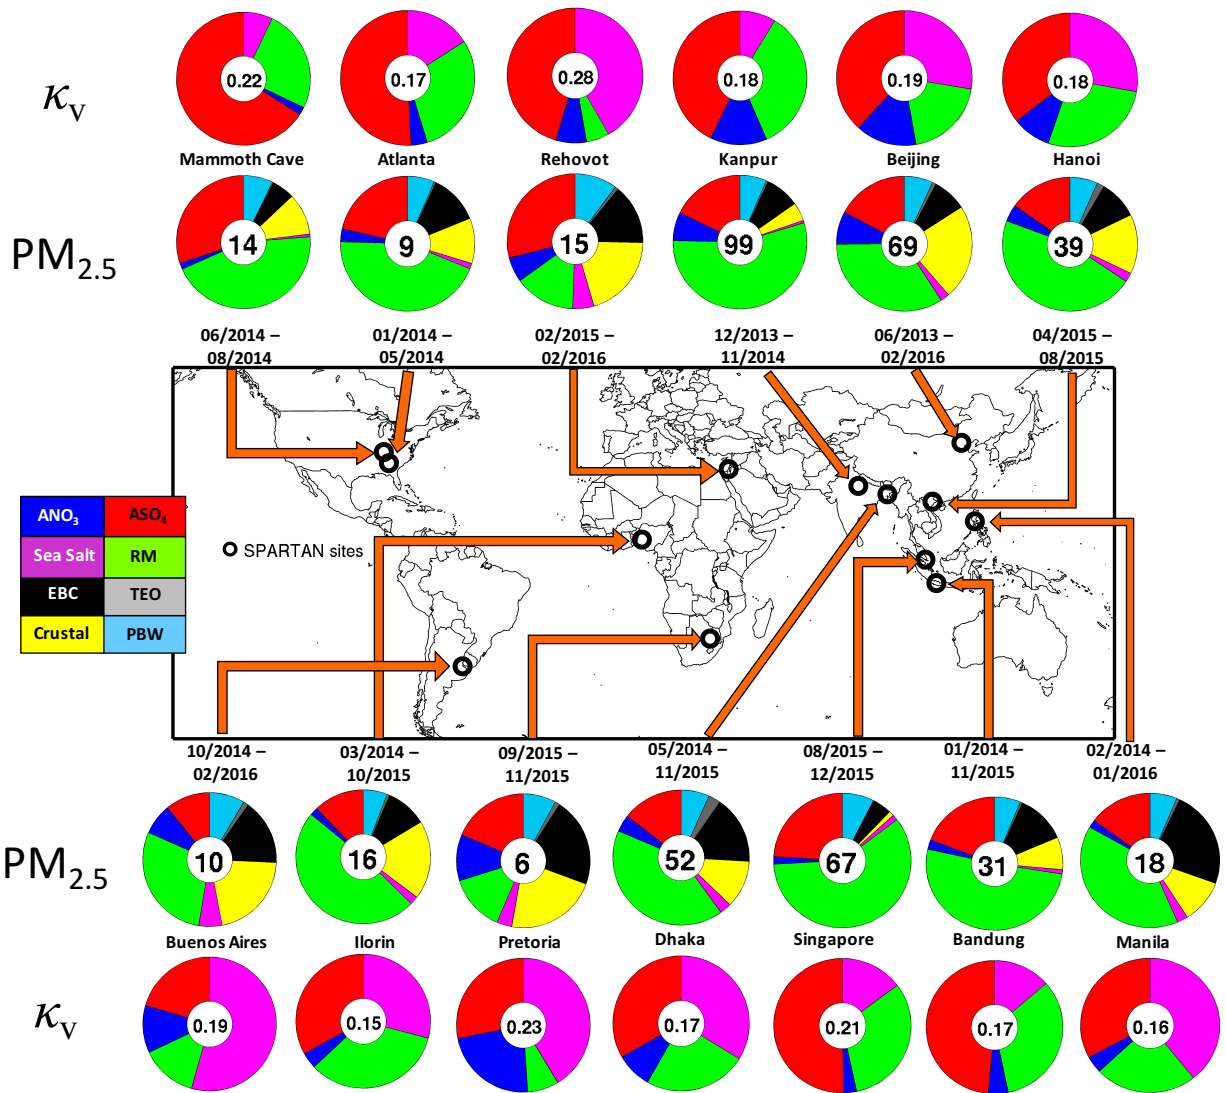 κv
0.22
0.17
0.28
0.18
0.19
0.18
Mammoth Cave
Atlanta
Rehovot
Kanpur
Beijing
Hanoi
PM2.5
14
9
15
99
69
39
06/2014 –
08/2014
01/2014 –
05/2014
02/2015 –
02/2016
12/2013 –
11/2014
06/2013 –
02/2016
04/2015 –
08/2015
ANO3
ASO4
Sea Salt
RM
EBC
TEO
Crustal
PBW
SPARTAN sites
10/2014 –
02/2016
03/2014 –
10/2015
09/2015 –
11/2015
05/2014 –
11/2015
08/2015 –
12/2015
01/2014 –
11/2015
02/2014 –
01/2016
PM2.5
10
16
6
52
67
31
18
Buenos Aires
Ilorin
Pretoria
Dhaka
Singapore
Bandung
Manila
κv
0.19
0.15
0.23
0.17
0.21
0.17
0.16